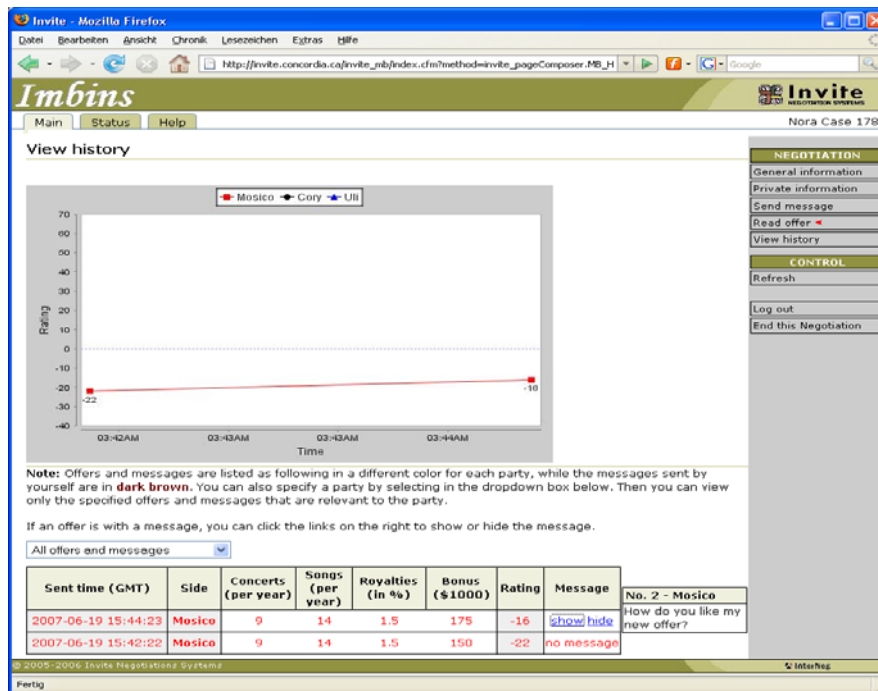 Invite - Mozilla Firefox
Datei Bearbeiten Ansicht Chronik Lesezeichen Extras Hilfe
http://invite.concordia.ca/invite_mb/index.cfm?method=invite_pageComposer.MB_H
Google
Imbins
Invite
NEGOTIATION SYSTEMS
Main Status Help
Nora Case 178
View history
NEGOTIATION
General information
Private information
Send message
Read offer
View history
CONTROL
Refresh
Log out
End this Negotiation
Mosico Cory Uli
70
60
50
40
30
20
10
0
-10
-20
-30
-40
Rating
-22
-16
03:42AM 03:43AM 03:43AM 03:44AM
Time
Note: Offers and messages are listed as following in a different color for each party, while the messages sent by
yourself are in dark brown. You can also specify a party by selecting in the dropdown box below. Then you can view
only the specified offers and messages that are relevant to the party.
If an offer is with a message, you can click the links on the right to show or hide the message.
All offers and messages
Sent time (GMT) Side Concerts (per year) Songs (per year) Royalties (in %) Bonus ($1000) Rating Message
2007-06-19 15:44:23 Mosico 9 14 1.5 175 -16 show hide
2007-06-19 15:42:22 Mosico 9 14 1.5 150 -22 no message
No. 2 - Mosico
How do you like my
new offer?
© 2005-2006 Invite Negotiations Systems
InterNeg
Fertig